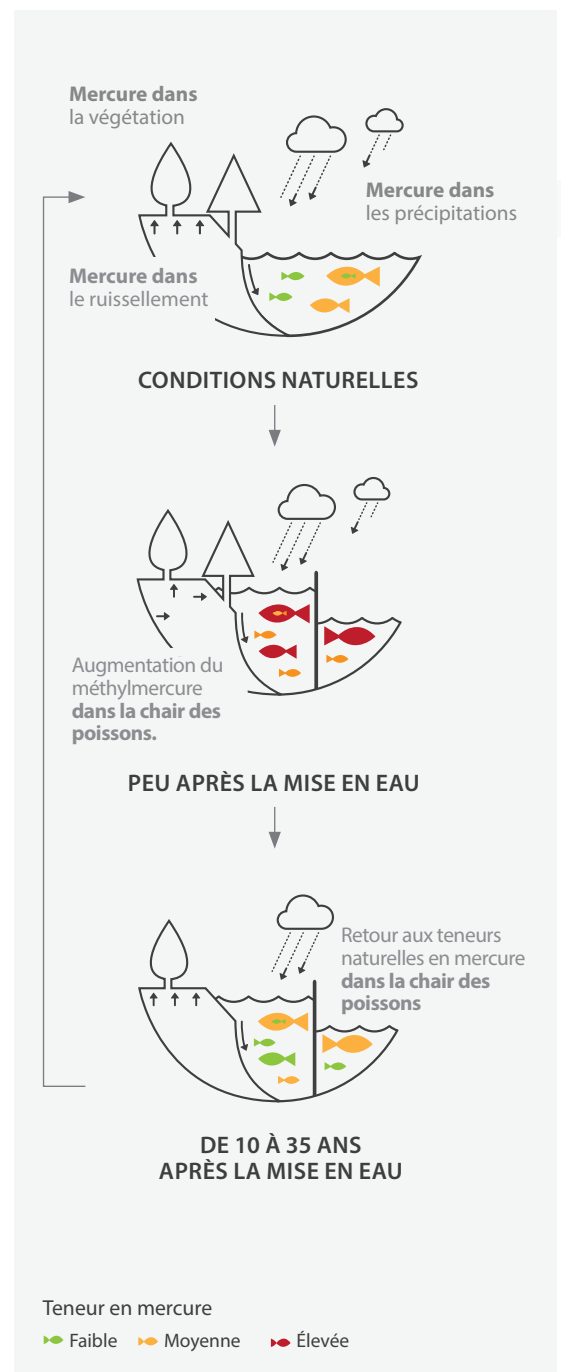 Mercure dans
la végétation
Mercure dans
les précipitations
Mercure dans
le ruissellement
CONDITIONS NATURELLES
Augmentation du
méthylmercure
dans la chair des
poissons.
PEU APRÈS LA MISE EN EAU
Retour aux teneurs
naturelles en mercure
dans la chair des
poissons
DE 10 À 35 ANS
APRÈS LA MISE EN EAU
Teneur en mercure
Faible Moyenne Élevée